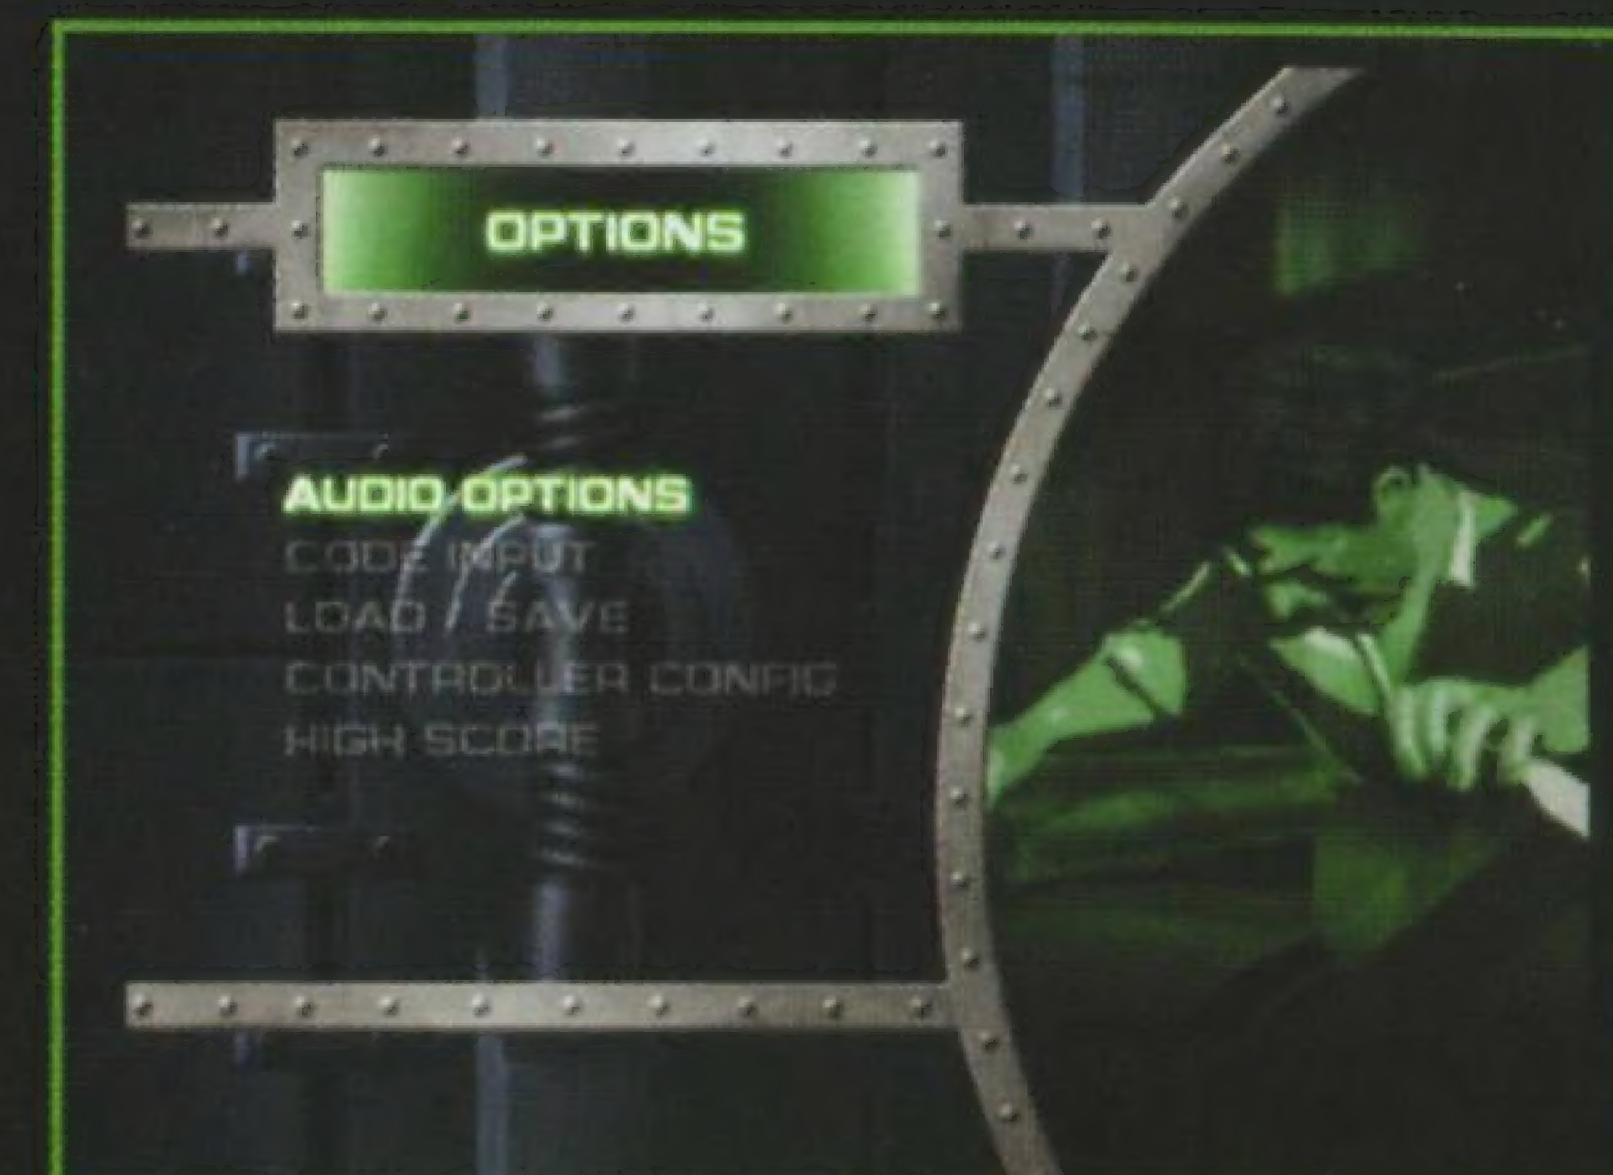 OPTIONS
AUDIO OPTIONS
CODE INPUT
LOAD / SAVE
CONTROLLER CONFIG
HIGH SCORE